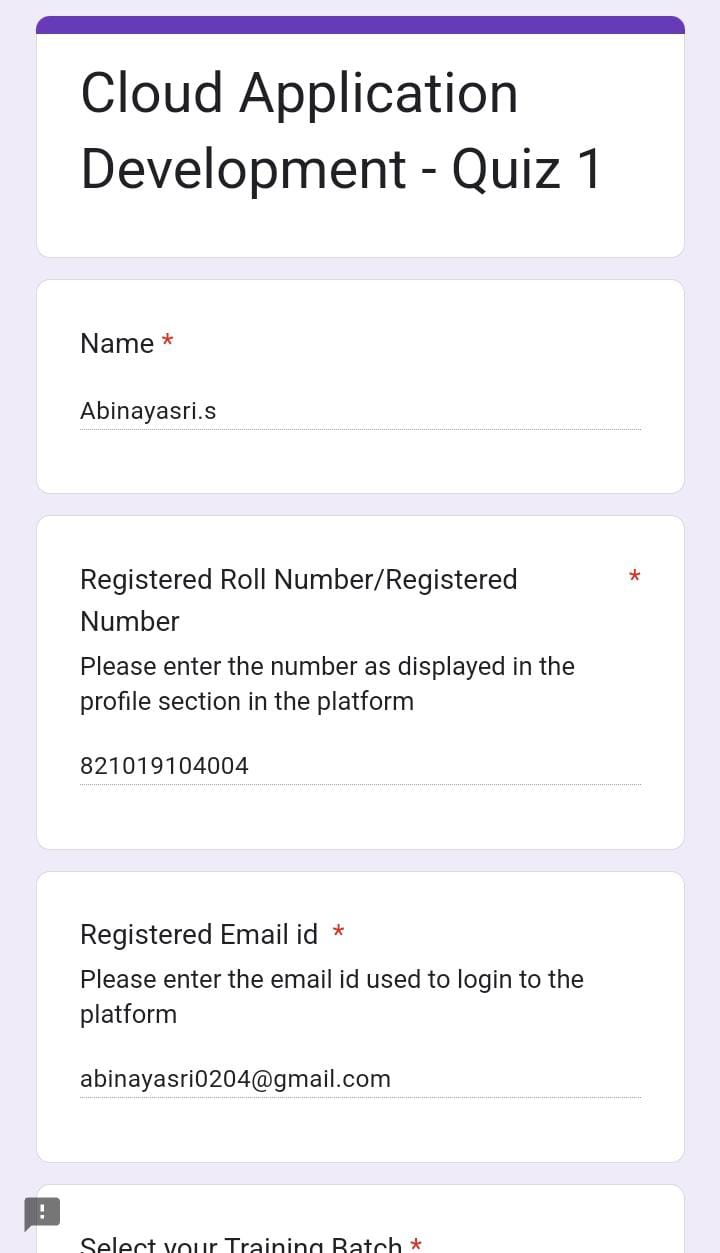 Cloud Application
Development - Quiz 1
Name *
Abinayasri.s
Registered Roll Number/Registered *
Number
Please enter the number as displayed in the
profile section in the platform
821019104004
Registered Email id *
Please enter the email id used to login to the
platform
abinayasri0204@gmail.com
Select your Training Batch *